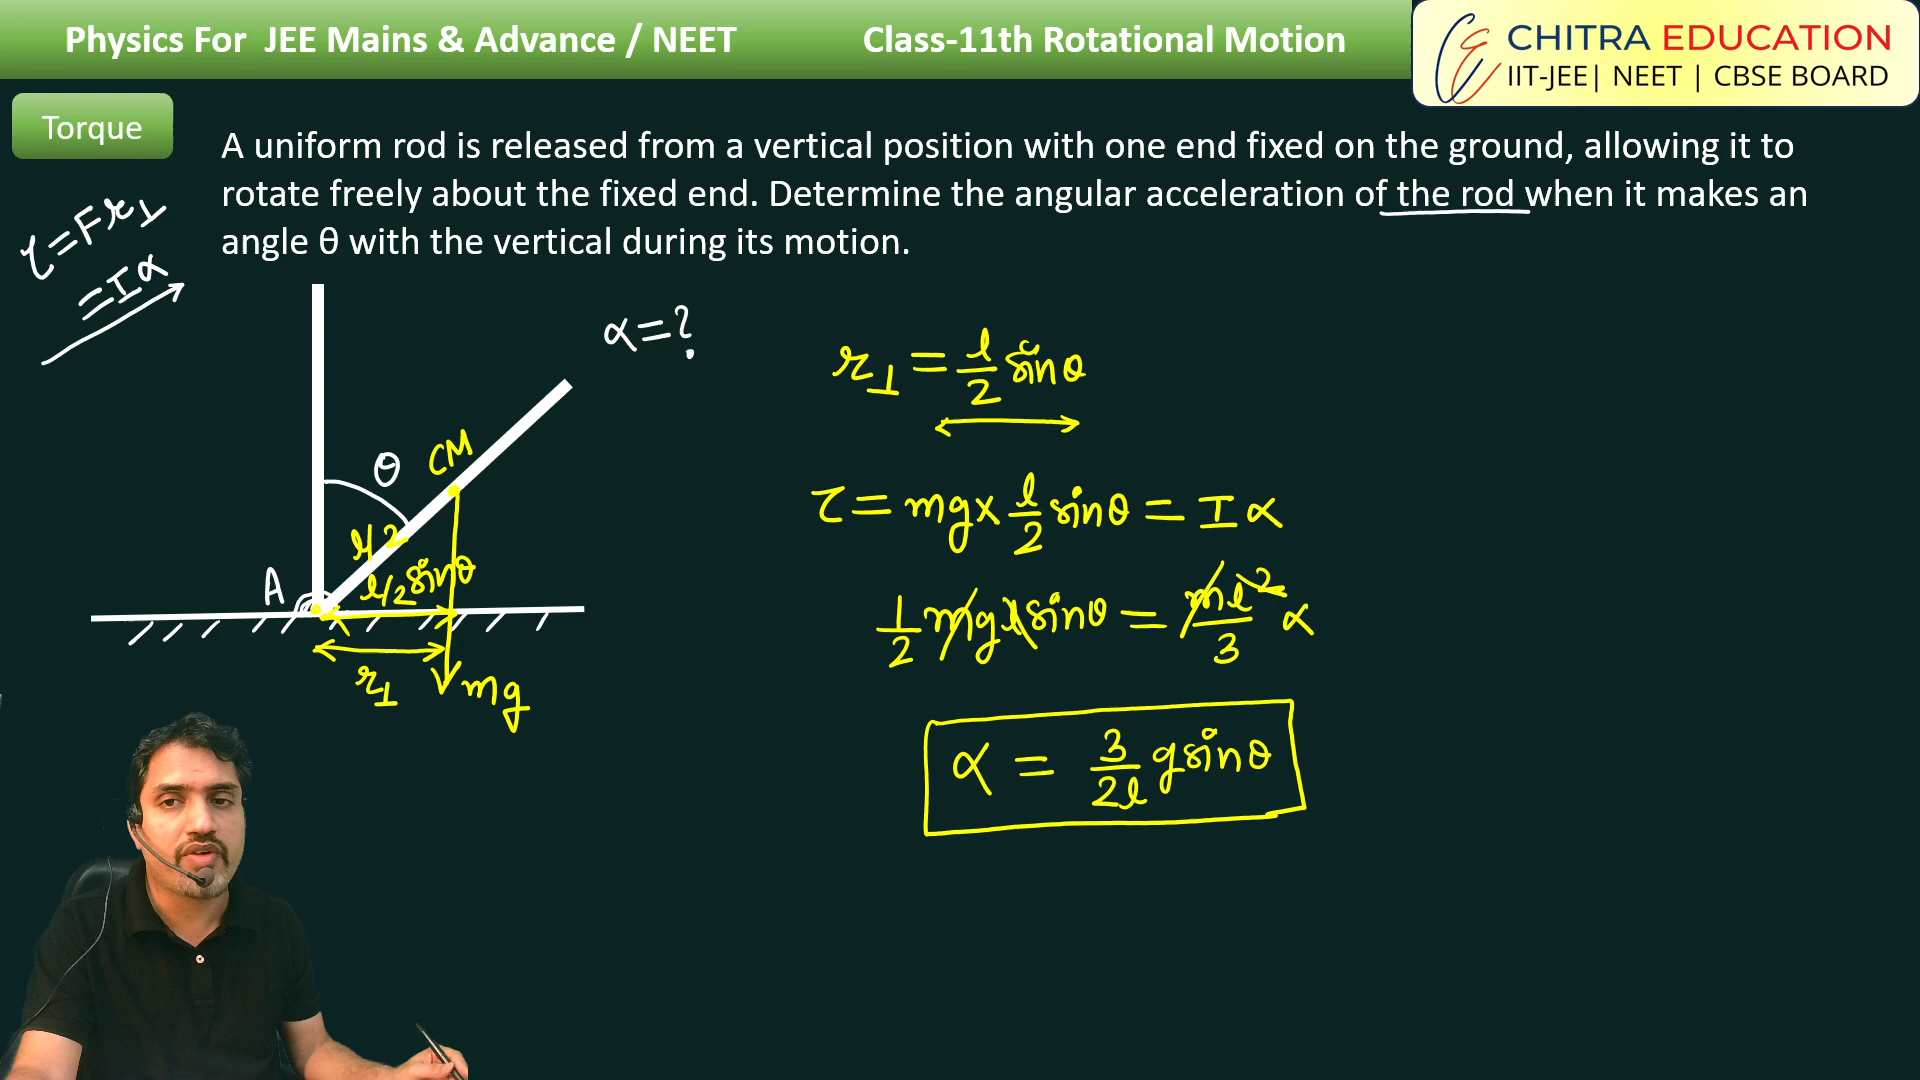 Physics For JEE Mains & Advance / NEET
Class-11th Rotational Motion
CHITRA EDUCATION
IIT-JEE| NEET | CBSE BOARD
Torque
A uniform rod is released from a vertical position with one end fixed on the ground, allowing it to
rotate freely about the fixed end. Determine the angular acceleration of the rod when it makes an
angle θ with the vertical during its motion.
τ = F r⊥
= I α
α = ?
θ
CM
l/2
l/2 sinθ
A
r⊥
mg
r⊥ = l/2 sinθ
τ = mg × l/2 sinθ = I α
1/2 mg l sinθ = ml²/3 α
α = 3/2l g sinθ